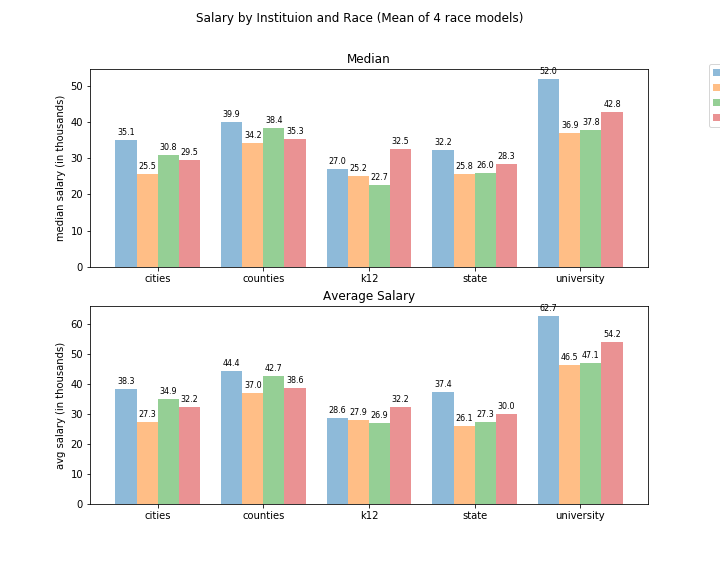 Salary by Instituion and Race (Mean of 4 race models)
Median
median salary (in thousands)
50
40
30
20
10
0
35.1 25.5 30.8 29.5
39.9 34.2 38.4 35.3
27.0 25.2 22.7 32.5
32.2 25.8 26.0 28.3
52.0 36.9 37.8 42.8
cities counties k12 state university
Average Salary
avg salary (in thousands)
60
50
40
30
20
10
0
38.3 27.3 34.9 32.2
44.4 37.0 42.7 38.6
28.6 27.9 26.9 32.2
37.4 26.1 27.3 30.0
62.7 46.5 47.1 54.2
cities counties k12 state university